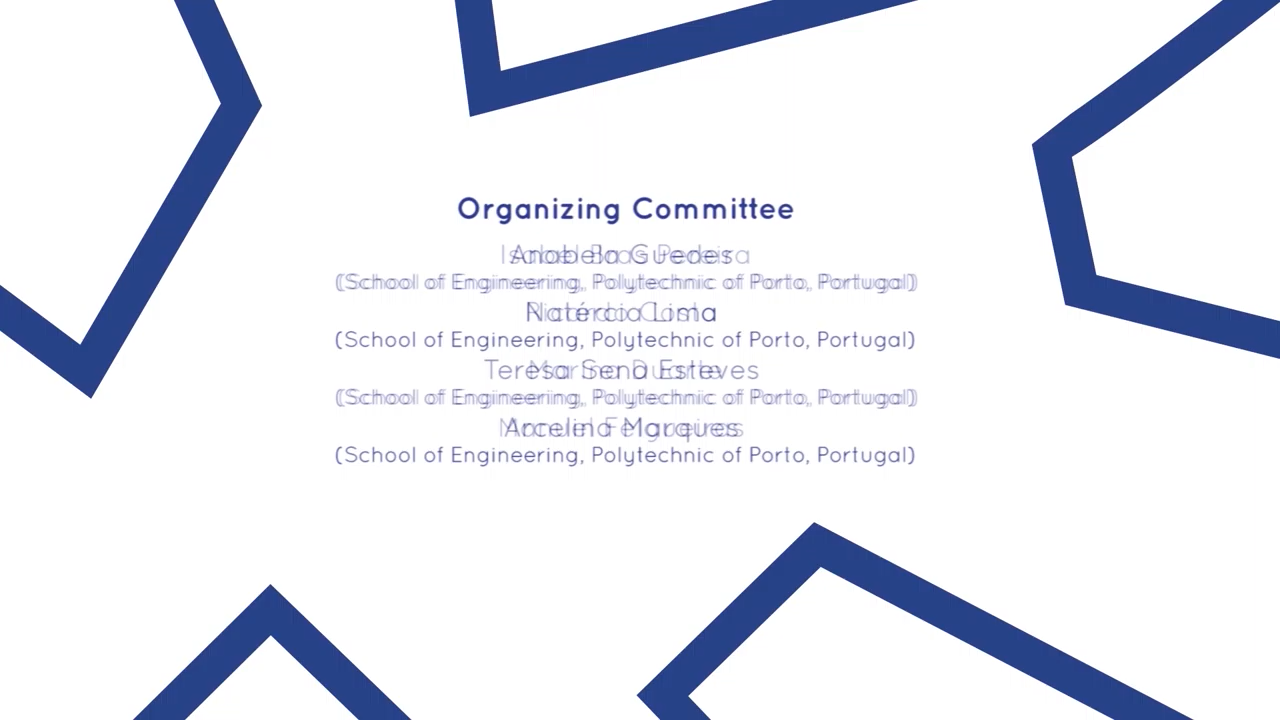 Organizing Committee
Anabela Guedes
(School of Engineering, Polytechnic of Porto, Portugal)
Natércia Lima
(School of Engineering, Polytechnic of Porto, Portugal)
Teresa Sena Esteves
(School of Engineering, Polytechnic of Porto, Portugal)
Arcelina Marques
(School of Engineering, Polytechnic of Porto, Portugal)